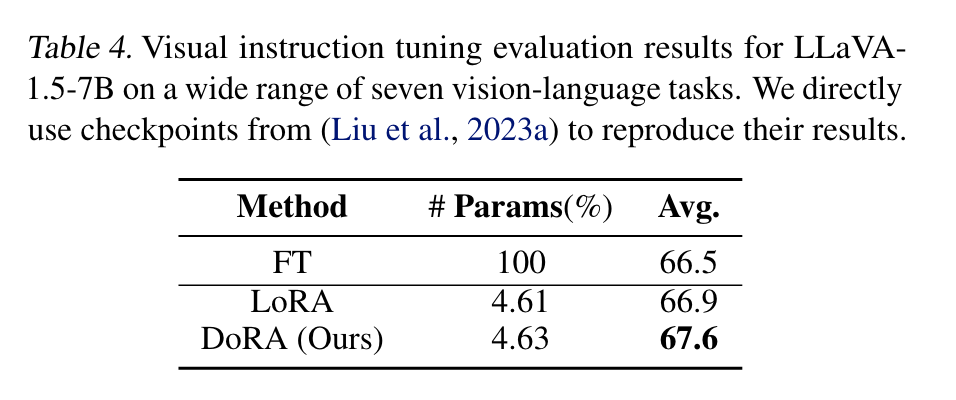 Table 4. Visual instruction tuning evaluation results for LLaVA-
1.5-7B on a wide range of seven vision-language tasks. We directly
use checkpoints from (Liu et al., 2023a) to reproduce their results.
Method # Params(%) Avg.
FT 100 66.5
LoRA 4.61 66.9
DoRA (Ours) 4.63 67.6